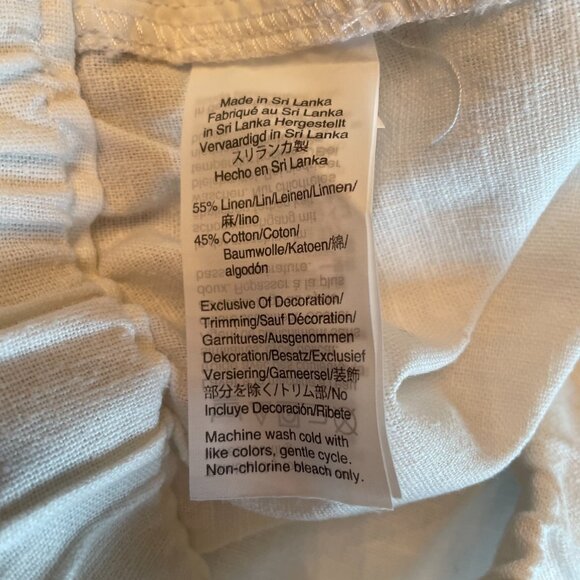 Made in Sri Lanka
Fabriqué au Sri Lanka
in Sri Lanka Hergestellt
Vervaardigd in Sri Lanka
スリランカ製
Hecho en Sri Lanka
55% Linen/Lin/Leinen/Linnen/
麻/lino
45% Cotton/Coton/
Baumwolle/Katoen/綿/
algodón
Exclusive Of Decoration/
Trimming/Sauf Décoration/
Garnitures/Ausgenommen
Dekoration/Besatz/Exclusief
Versiering/Garneersel/装飾
部分を除く/トリム部/No
Incluye Decoración/Ribete
Machine wash cold with
like colors, gentle cycle.
Non-chlorine bleach only.